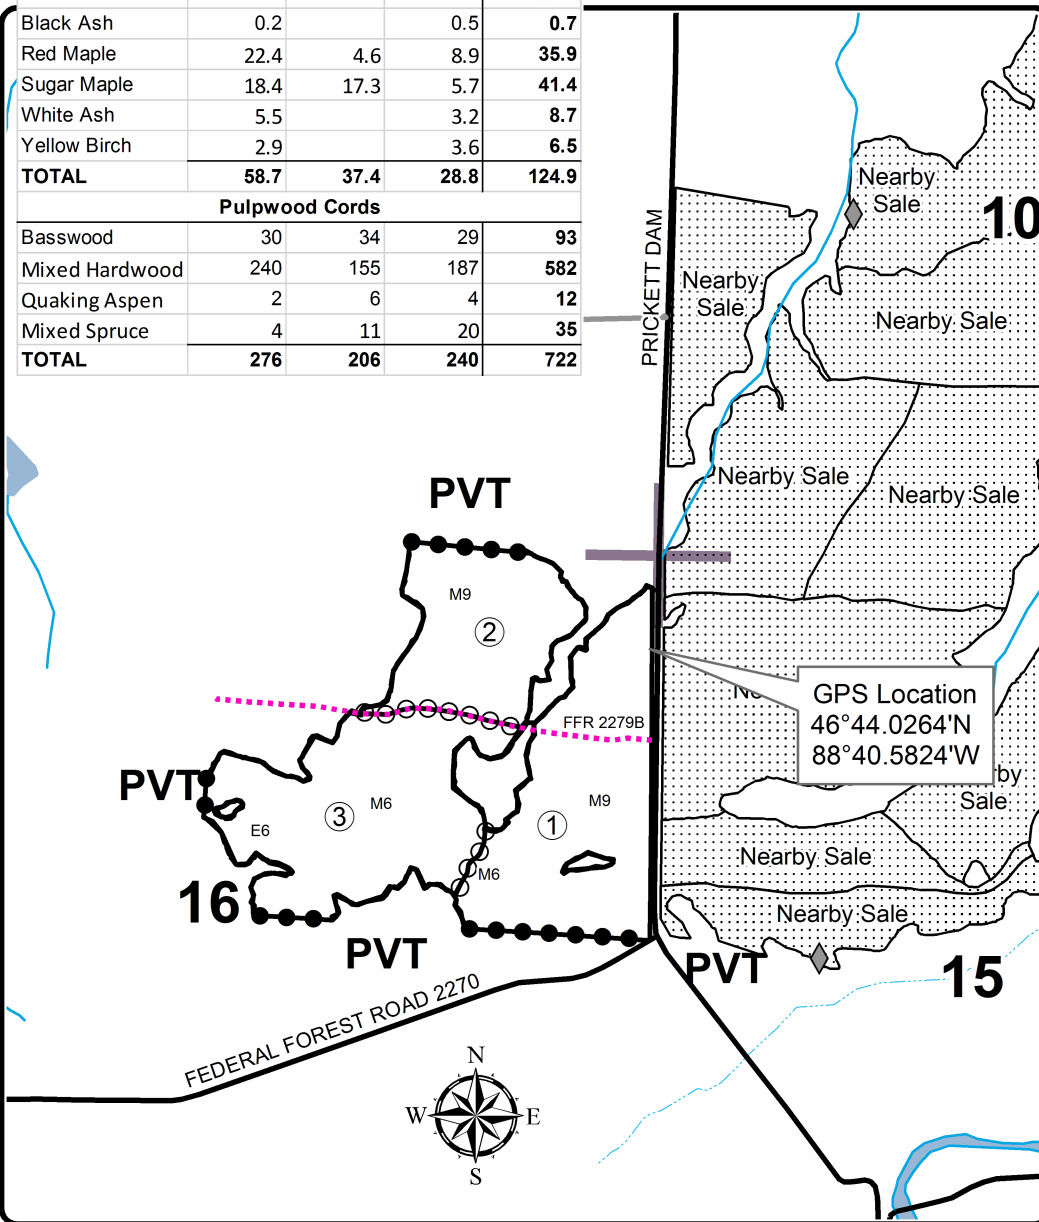 Black Ash 0.2 0.5 0.7
Red Maple 22.4 4.6 8.9 35.9
Sugar Maple 18.4 17.3 5.7 41.4
White Ash 5.5 3.2 8.7
Yellow Birch 2.9 3.6 6.5
TOTAL 58.7 37.4 28.8 124.9
Pulpwood Cords
Basswood 30 34 29 93
Mixed Hardwood 240 155 187 582
Quaking Aspen 2 6 4 12
Mixed Spruce 4 11 20 35
TOTAL 276 206 240 722
PRICKETT DAM
Nearby
Sale
10
Nearby
Sale
Nearby Sale
Nearby Sale
Nearby Sale
PVT
M9
2
GPS Location
46°44.0264'N
88°40.5824'W
FFR 2279B
PVT
M6
3
E6
M9
1
M6
rby
Sale
Nearby Sale
16
Nearby Sale
PVT
PVT
15
FEDERAL FOREST ROAD 2270
N
W
E
S